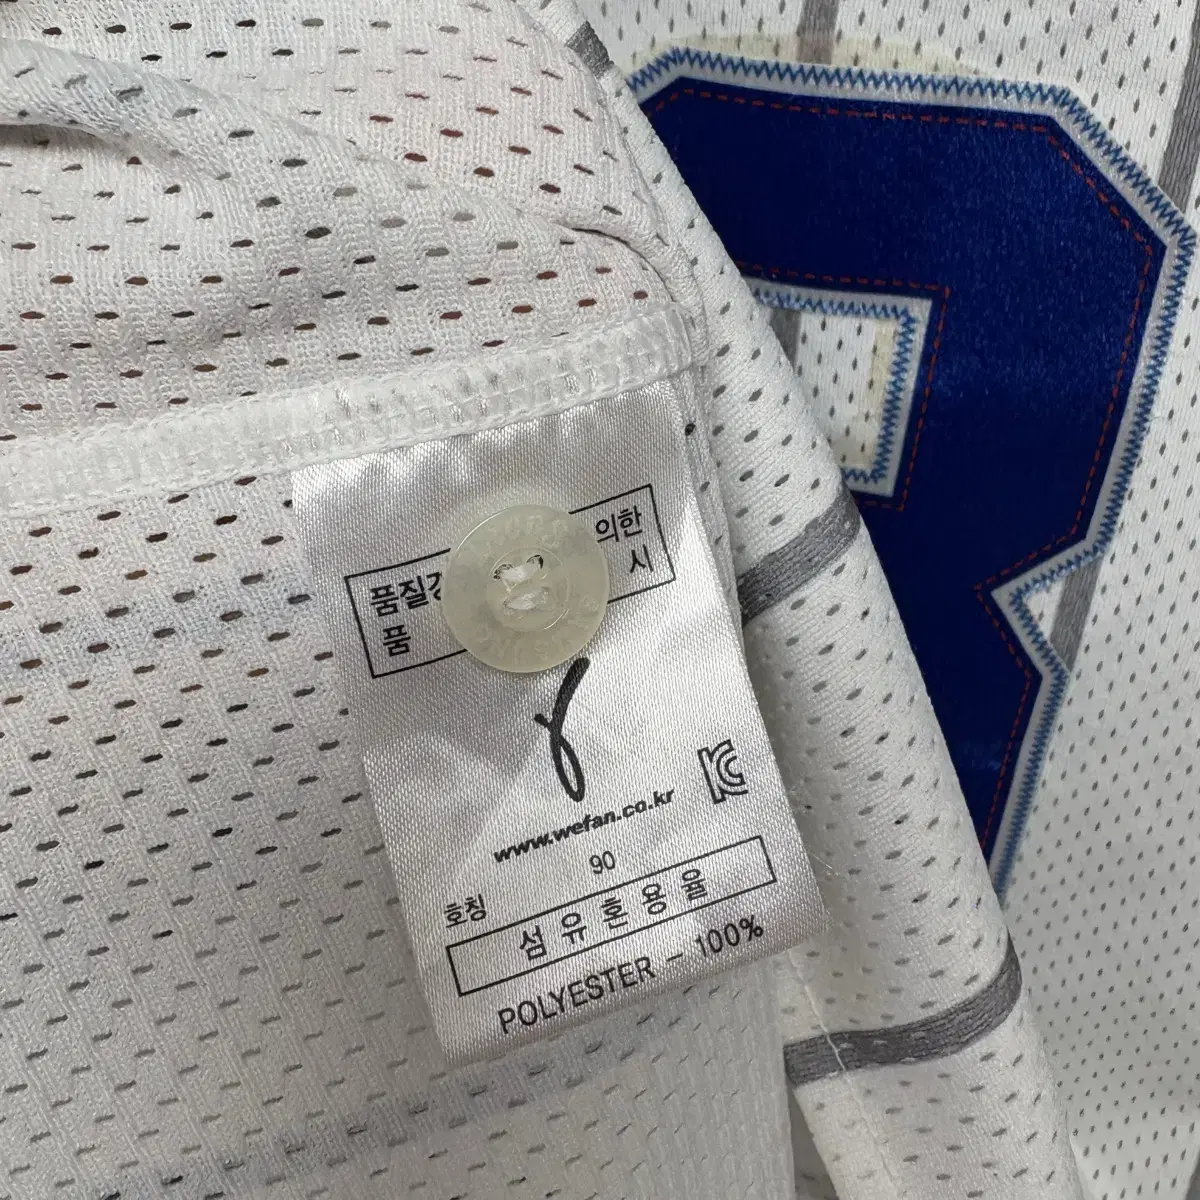 품질경 의한
품 시
www.wefan.co.kr
90
호칭
섬유혼용율
POLYESTER - 100%